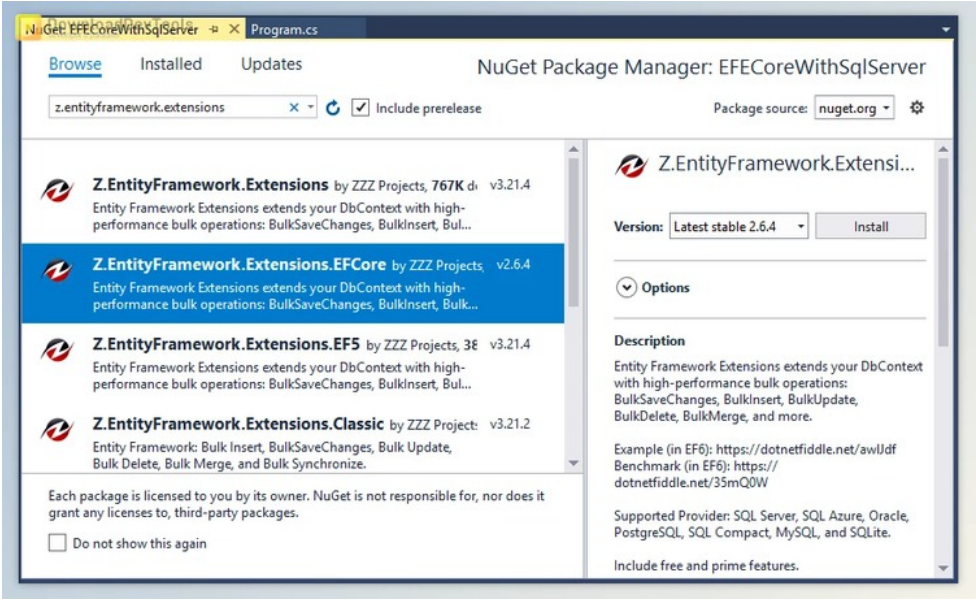 DownloadDevTools
NuGet: EFECoreWithSqlServer
Program.cs
Browse Installed Updates
NuGet Package Manager: EFECoreWithSqlServer
z.entityframework.extensions
Include prerelease
Package source: nuget.org
Z.EntityFramework.Extensions by ZZZ Projects, 767K d v3.21.4
Entity Framework Extensions extends your DbContext with high-
performance bulk operations: BulkSaveChanges, BulkInsert, Bul...
Z.EntityFramework.Extensions.EFCore by ZZZ Projects, v2.6.4
Entity Framework Extensions extends your DbContext with high-
performance bulk operations: BulkSaveChanges, BulkInsert, Bulk...
Z.EntityFramework.Extensions.EF5 by ZZZ Projects, 38 v3.21.4
Entity Framework Extensions extends your DbContext with high-
performance bulk operations: BulkSaveChanges, BulkInsert, Bul...
Z.EntityFramework.Extensions.Classic by ZZZ Project: v3.21.2
Entity Framework: Bulk Insert, BulkSaveChanges, Bulk Update,
Bulk Delete, Bulk Merge, and Bulk Synchronize.
Each package is licensed to you by its owner. NuGet is not responsible for, nor does it
grant any licenses to, third-party packages.
Do not show this again
Z.EntityFramework.Extensi...
Version: Latest stable 2.6.4 Install
Options
Description
Entity Framework Extensions extends your DbContext
with high-performance bulk operations:
BulkSaveChanges, BulkInsert, BulkUpdate,
BulkDelete, BulkMerge, and more.
Example (in EF6): https://dotnetfiddle.net/awIJdf
Benchmark (in EF6): https://
dotnetfiddle.net/35mQ0W
Supported Provider: SQL Server, SQL Azure, Oracle,
PostgreSQL, SQL Compact, MySQL, and SQLite.
Include free and prime features.